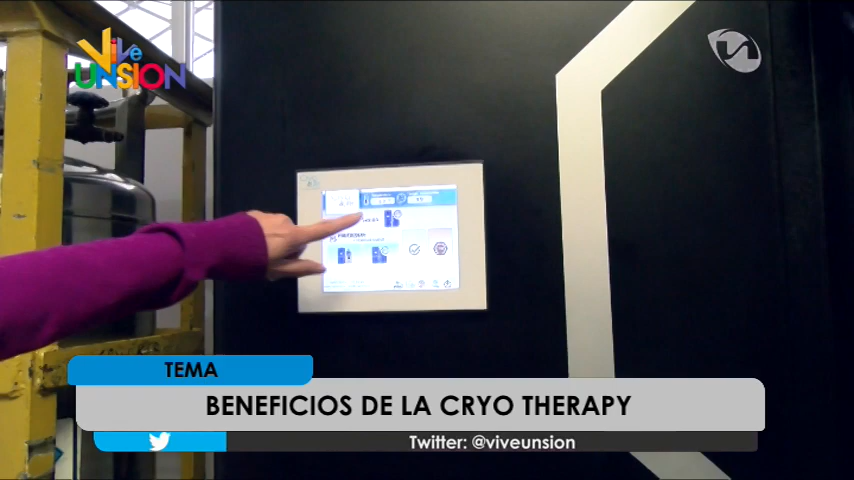 ViVe
UNSION
TEMA
BENEFICIOS DE LA CRYO THERAPY
Twitter: @viveunsion